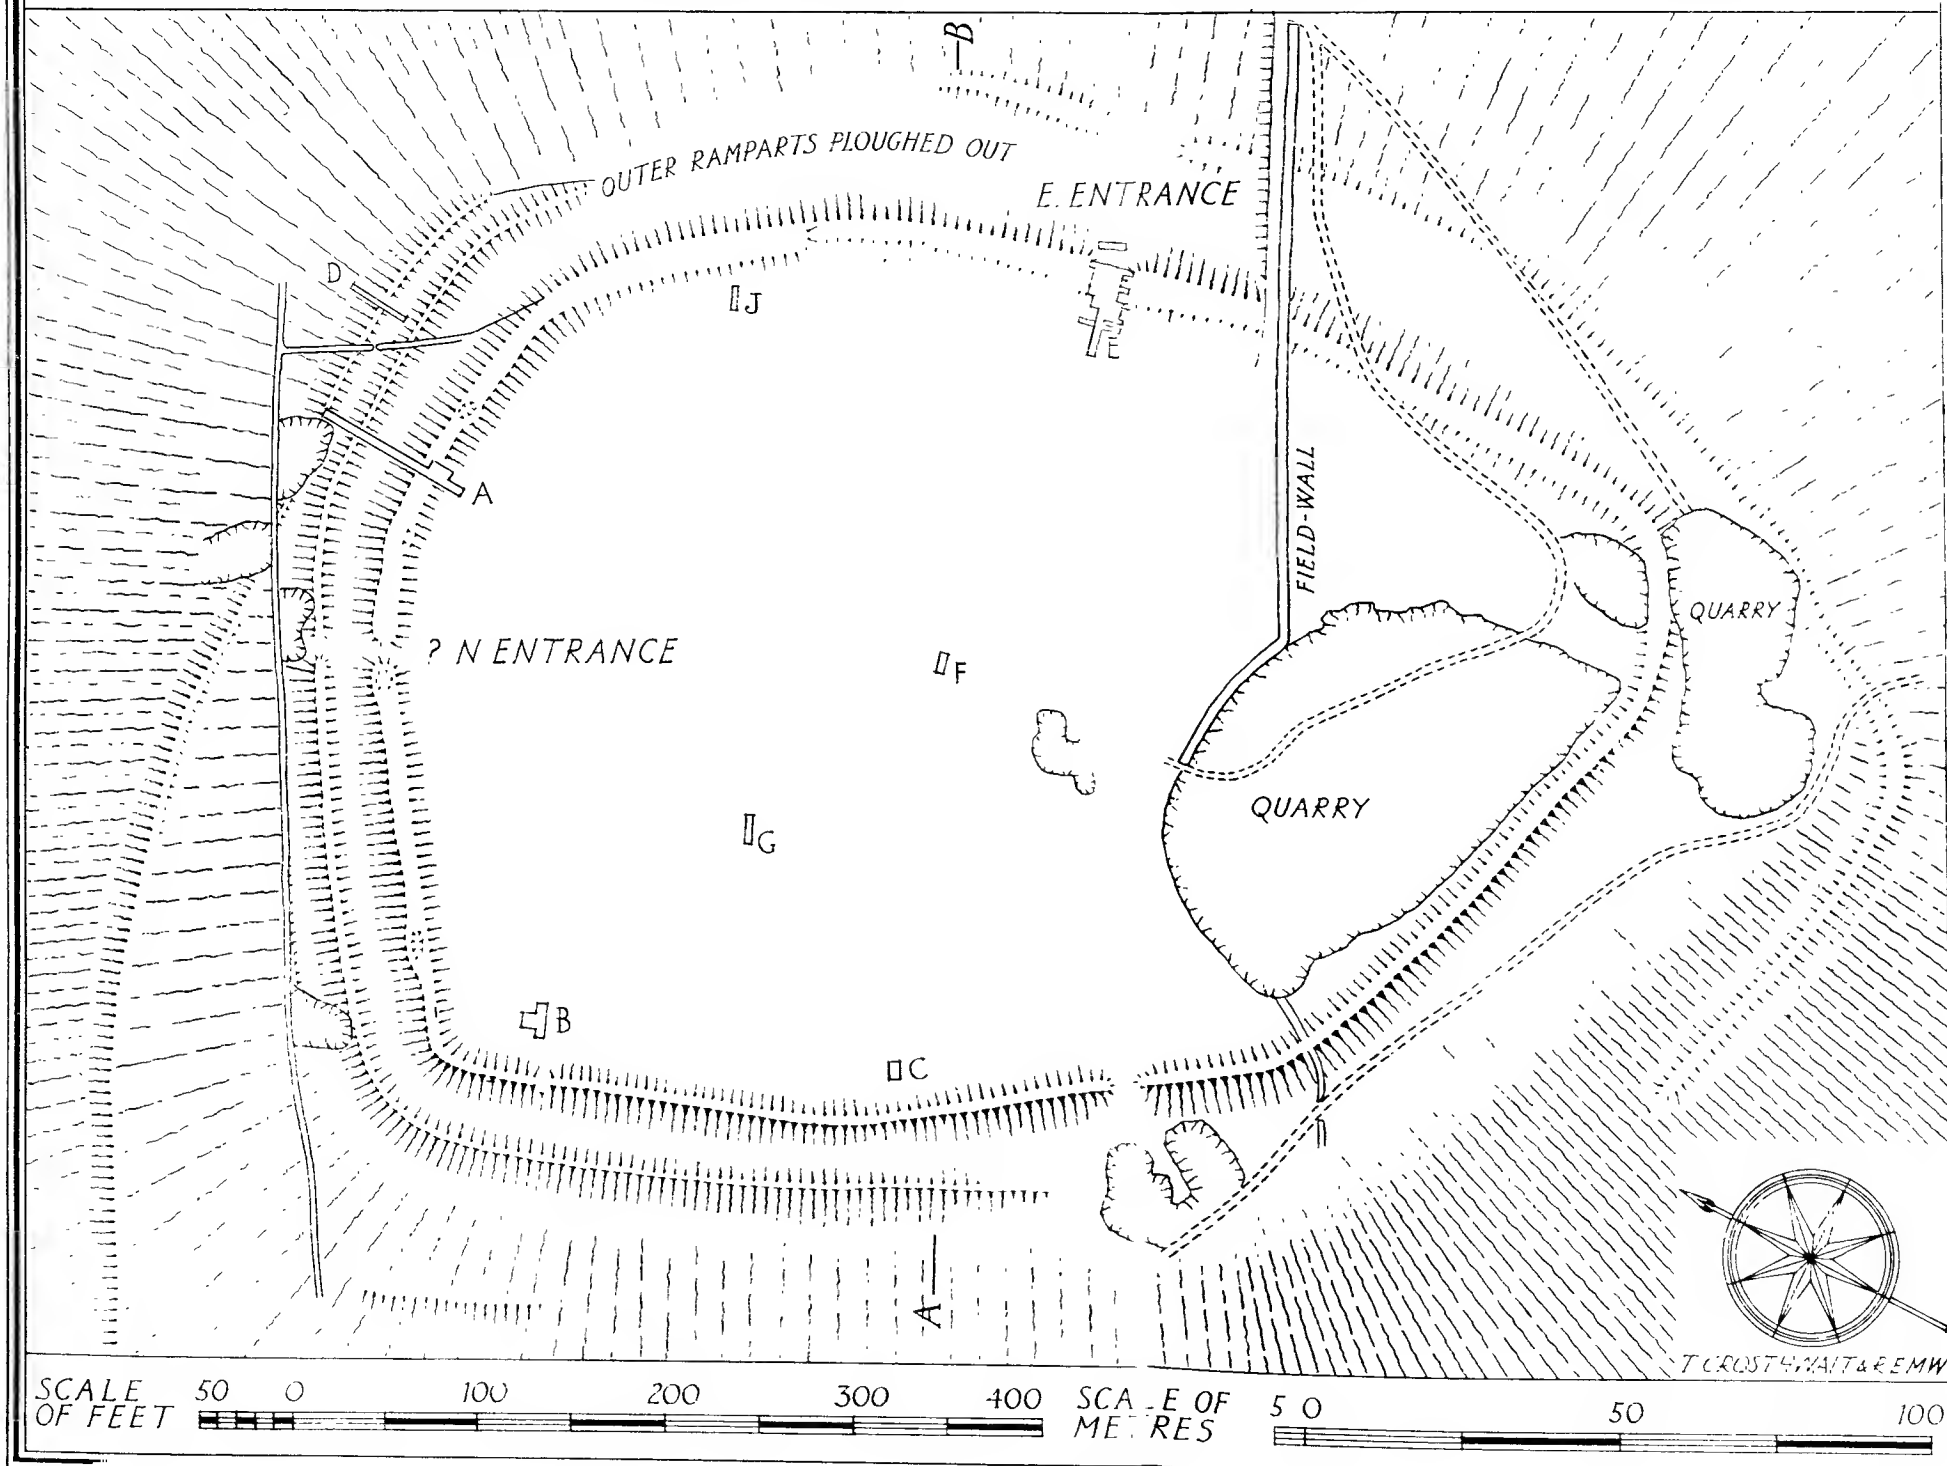 B
OUTER RAMPARTS PLOUGHED OUT
E. ENTRANCE
D
J
E
A
FIELD-WALL
QUARRY
? N ENTRANCE
F
QUARRY
G
B
C
A
SCALE OF FEET
50 0 100 200 300 400
SCALE OF METRES
5 0 50 100